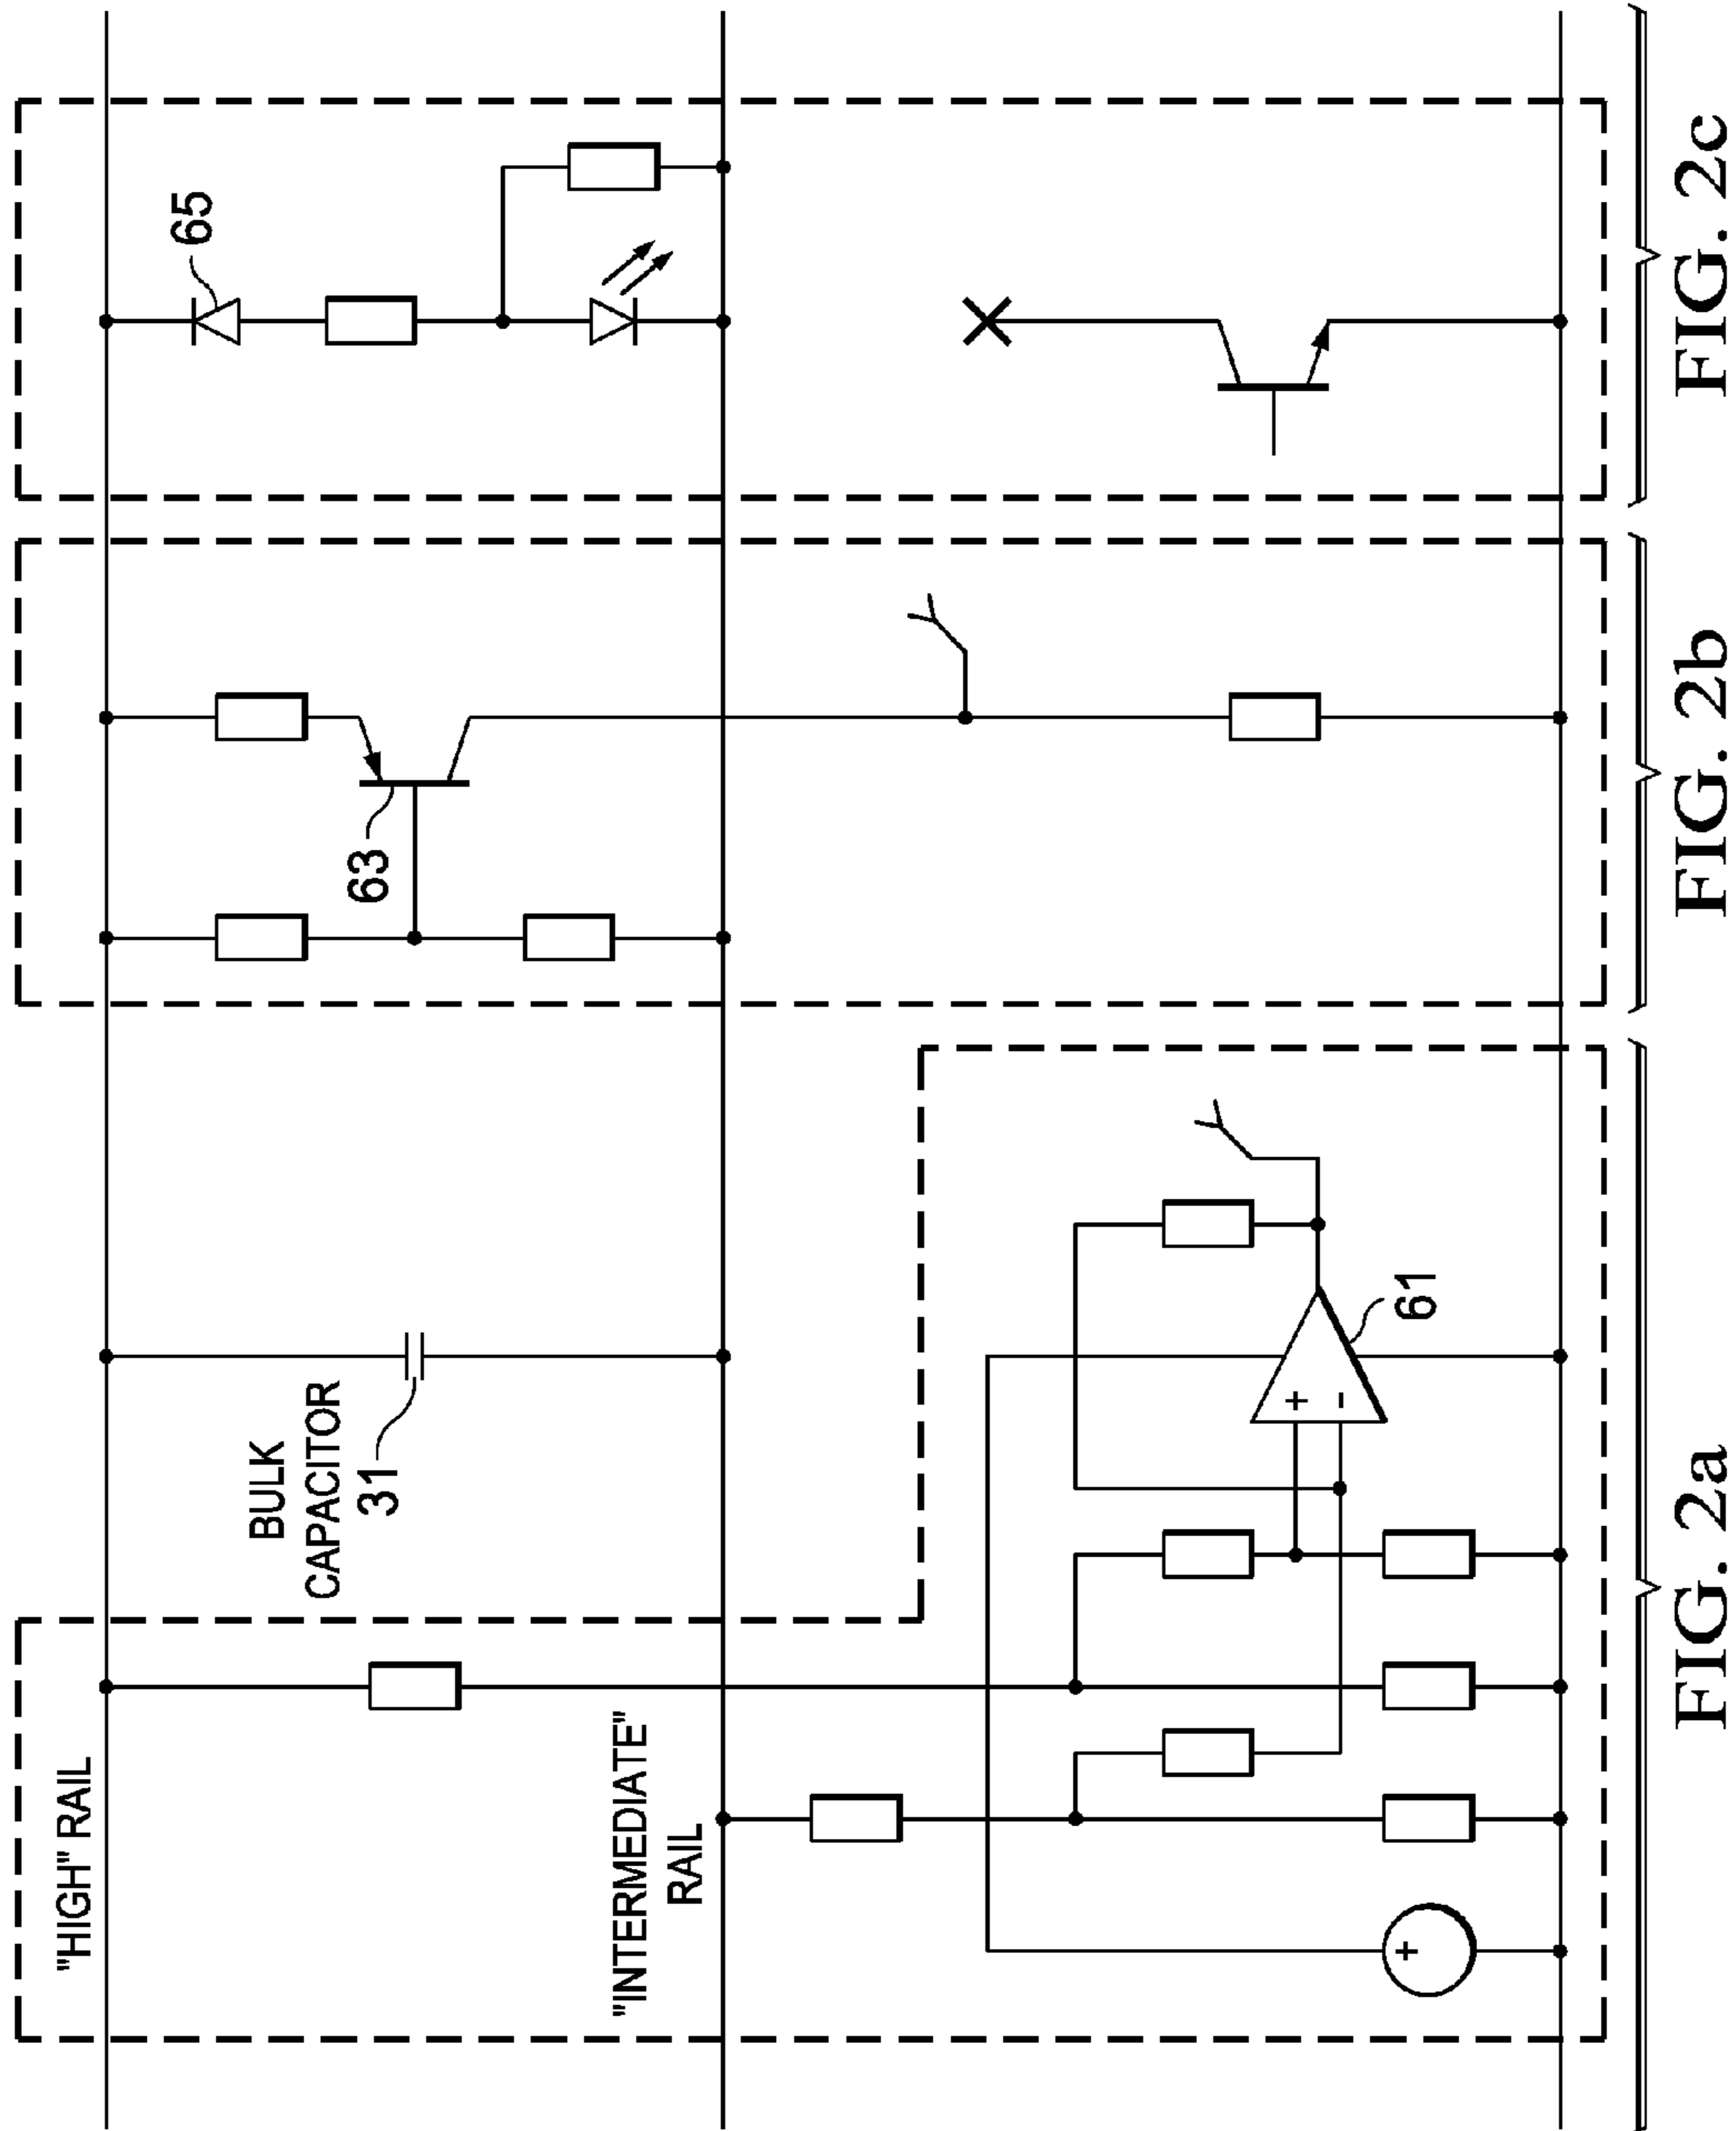 "HIGH" RAIL
BULK
CAPACITOR
31
63
65
"INTERMEDIATE"
RAIL
+
-
61
+
FIG. 2a
FIG. 2b
FIG. 2c